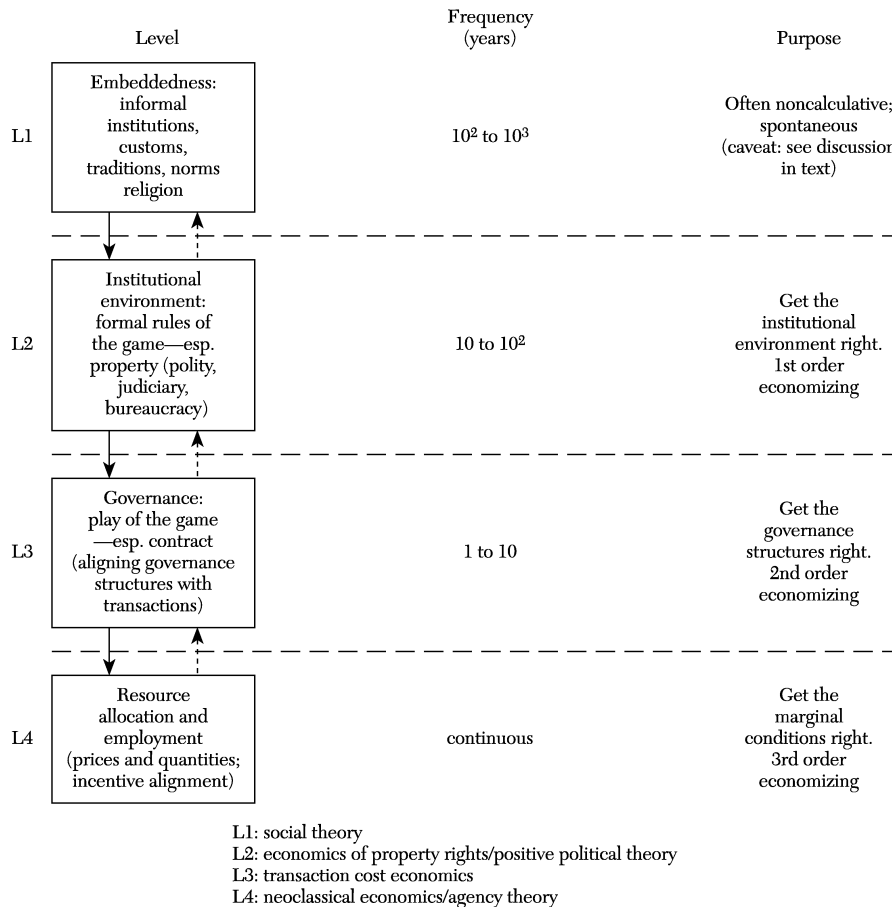 Level
Frequency
(years)
Purpose
L1
Embeddedness:
informal
institutions,
customs,
traditions, norms
religion
10² to 10³
Often noncalculative;
spontaneous
(caveat: see discussion
in text)
L2
Institutional
environment:
formal rules of
the game—esp.
property (polity,
judiciary,
bureaucracy)
10 to 10²
Get the
institutional
environment right.
1st order
economizing
L3
Governance:
play of the game
—esp. contract
(aligning governance
structures with
transactions)
1 to 10
Get the
governance
structures right.
2nd order
economizing
L4
Resource
allocation and
employment
(prices and quantities;
incentive alignment)
continuous
Get the
marginal
conditions right.
3rd order
economizing
L1: social theory
L2: economics of property rights/positive political theory
L3: transaction cost economics
L4: neoclassical economics/agency theory